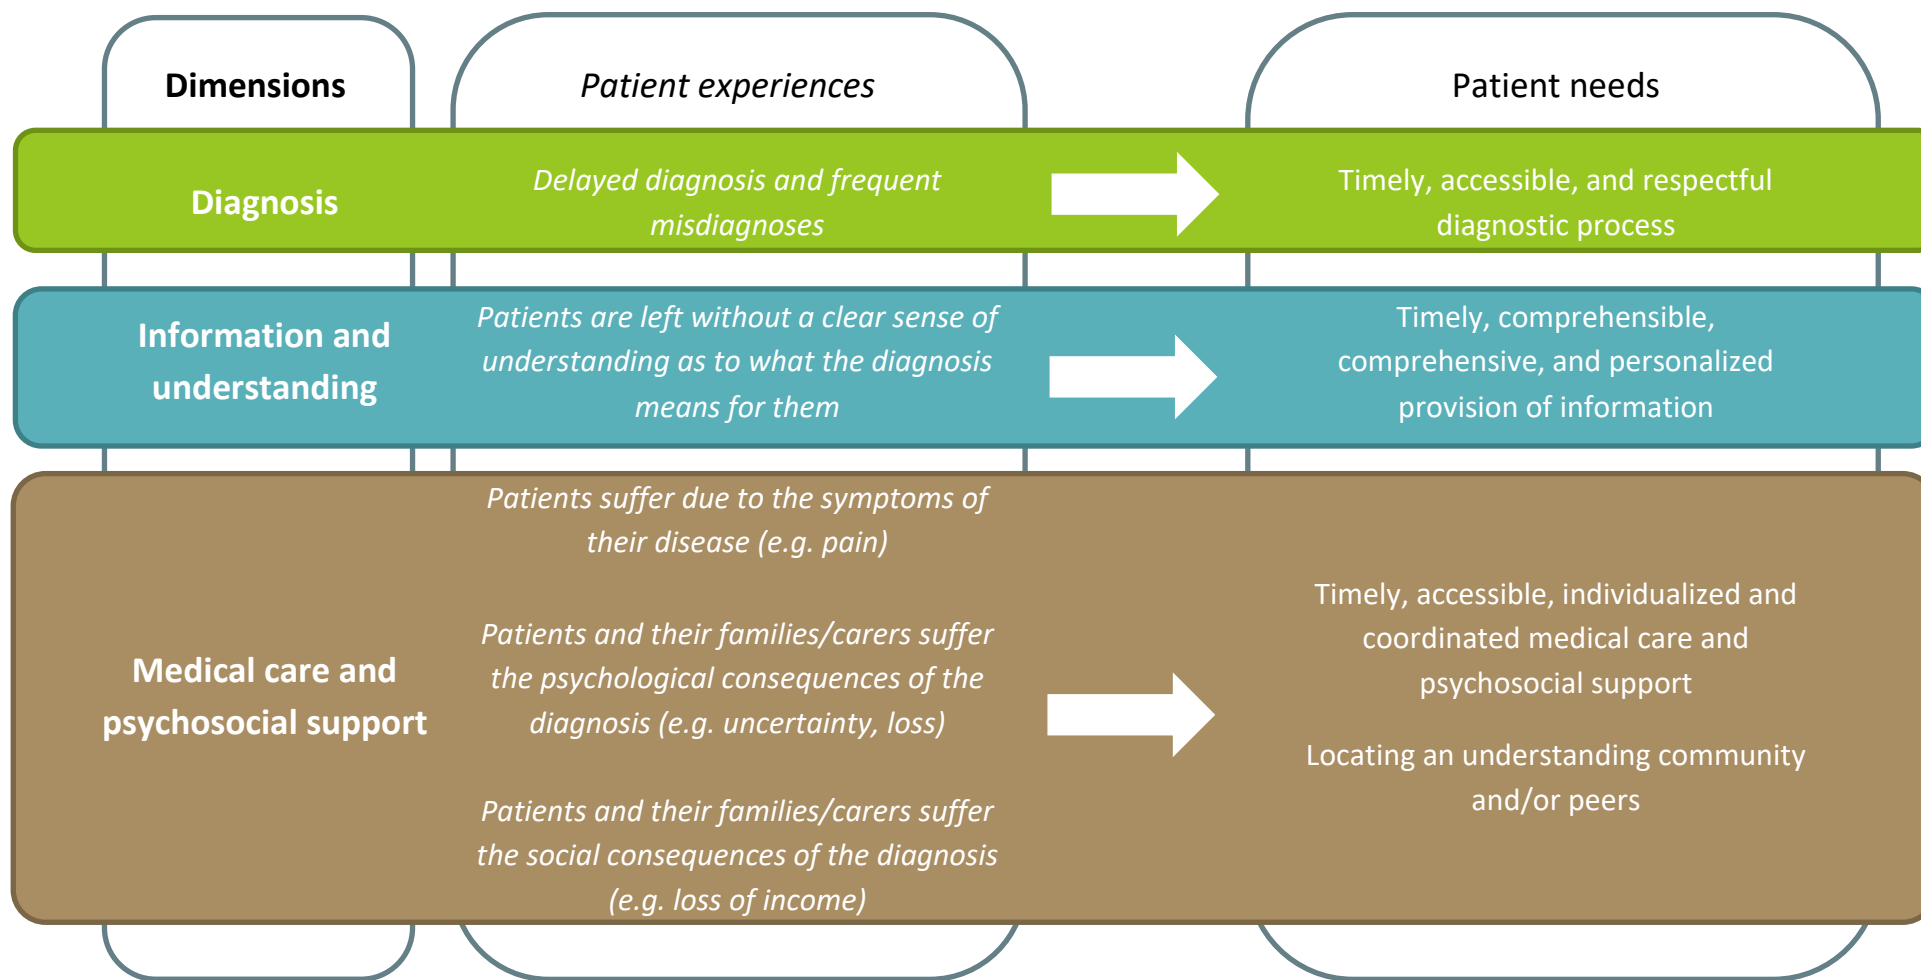 Dimensions
Patient experiences
Patient needs
Diagnosis
Delayed diagnosis and frequent
misdiagnoses
Timely, accessible, and respectful
diagnostic process
Information and
understanding
Patients are left without a clear sense of
understanding as to what the diagnosis
means for them
Timely, comprehensible,
comprehensive, and personalized
provision of information
Medical care and
psychosocial support
Patients suffer due to the symptoms of
their disease (e.g. pain)
Patients and their families/carers suffer
the psychological consequences of the
diagnosis (e.g. uncertainty, loss)
Patients and their families/carers suffer
the social consequences of the diagnosis
(e.g. loss of income)
Timely, accessible, individualized and
coordinated medical care and
psychosocial support
Locating an understanding community
and/or peers